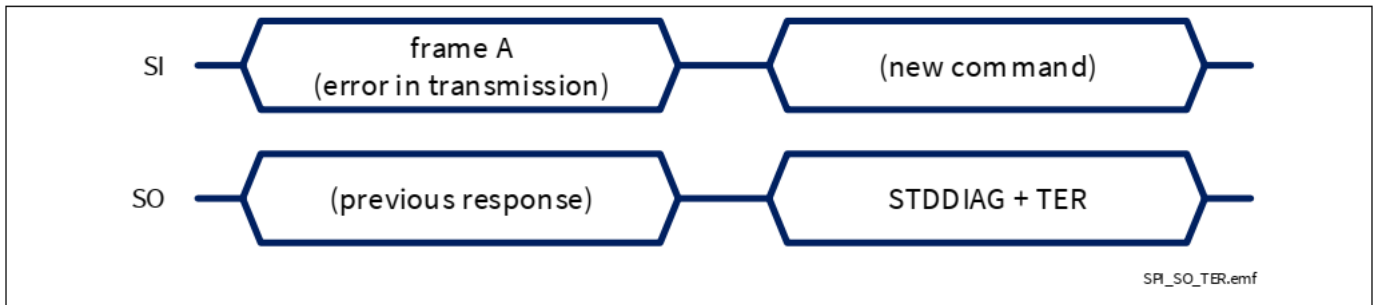 SI
frame A
(error in transmission)
(new command)
SO
(previous response)
STDDIAG + TER
SPI_SO_TER.emf